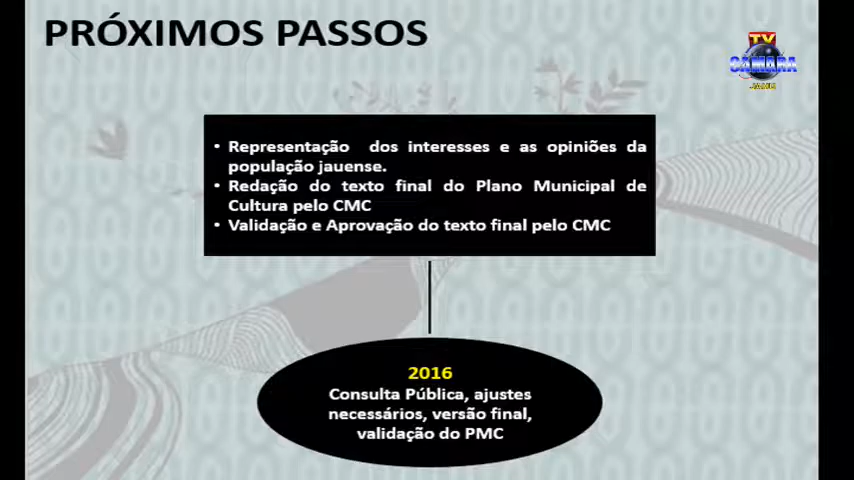 PRÓXIMOS PASSOS
TV
CAMARA
JAHU
• Representação dos interesses e as opiniões da
população jauense.
• Redação do texto final do Plano Municipal de
Cultura pelo CMC
• Validação e Aprovação do texto final pelo CMC
2016
Consulta Pública, ajustes
necessários, versão final,
validação do PMC